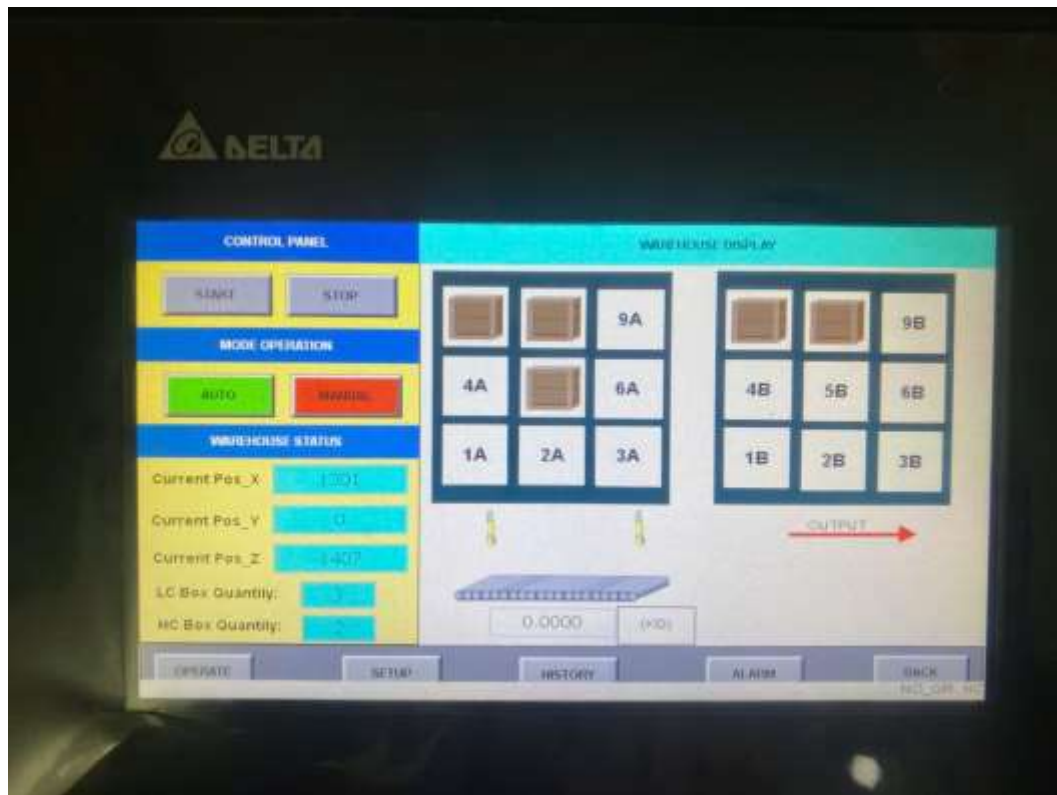 DELTA
CONTROL PANEL
WAREHOUSE DISPLAY
START STOP
MODE OPERATION
AUTO MANUAL
WAREHOUSE STATUS
Current Pos_X
Current Pos_Y 0
Current Pos_Z
LC Box Quantity: 3
HC Box Quantity: 2
9A
4A 6A
1A 2A 3A
9B
4B 5B 6B
1B 2B 3B
OUTPUT
0.0000
OPERATE SETUP HISTORY ALARM BACK